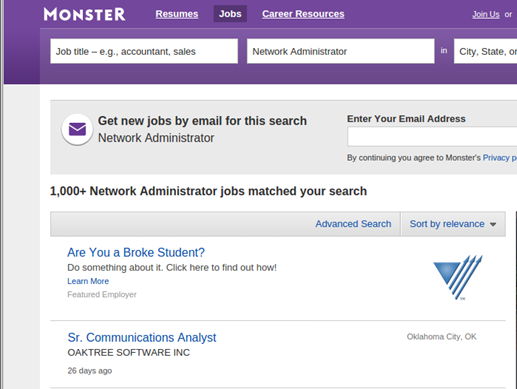 MONSTER Resumes Jobs Career Resources Join Us or
Job title – e.g., accountant, sales Network Administrator in City, State, or
Get new jobs by email for this search
Network Administrator
Enter Your Email Address
By continuing you agree to Monster's Privacy p
1,000+ Network Administrator jobs matched your search
Advanced Search Sort by relevance
Are You a Broke Student?
Do something about it. Click here to find out how!
Learn More
Featured Employer
Sr. Communications Analyst Oklahoma City, OK
OAKTREE SOFTWARE INC
26 days ago